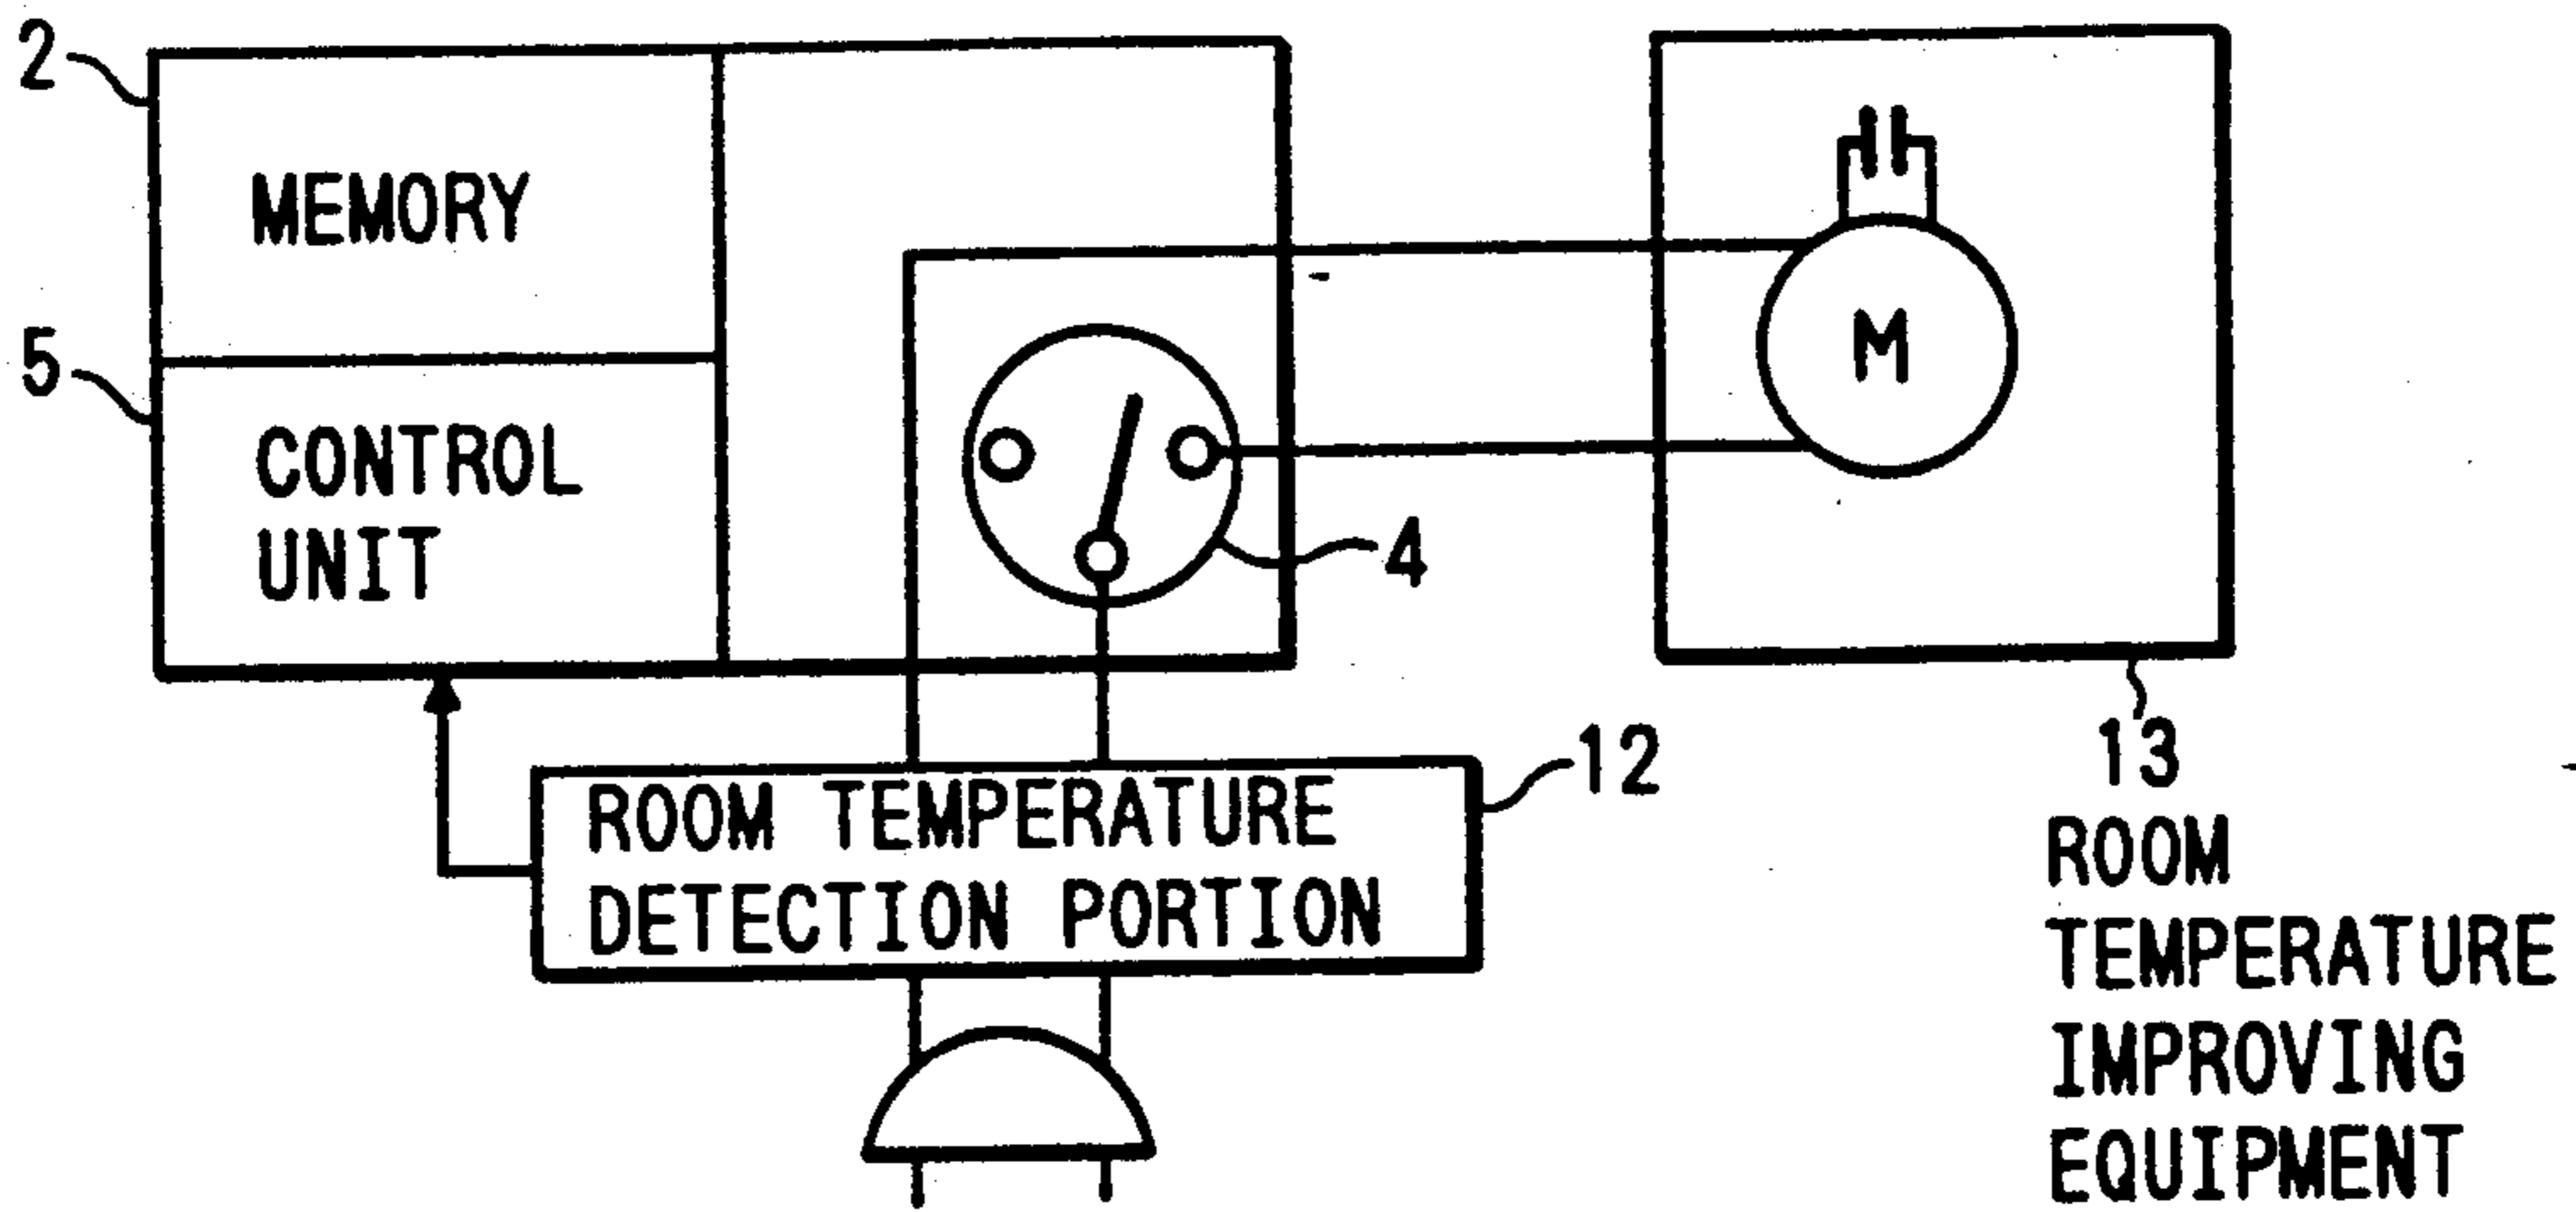 2
MEMORY
5
CONTROL
UNIT
M
4
12
ROOM TEMPERATURE
DETECTION PORTION
13
ROOM
TEMPERATURE
IMPROVING
EQUIPMENT